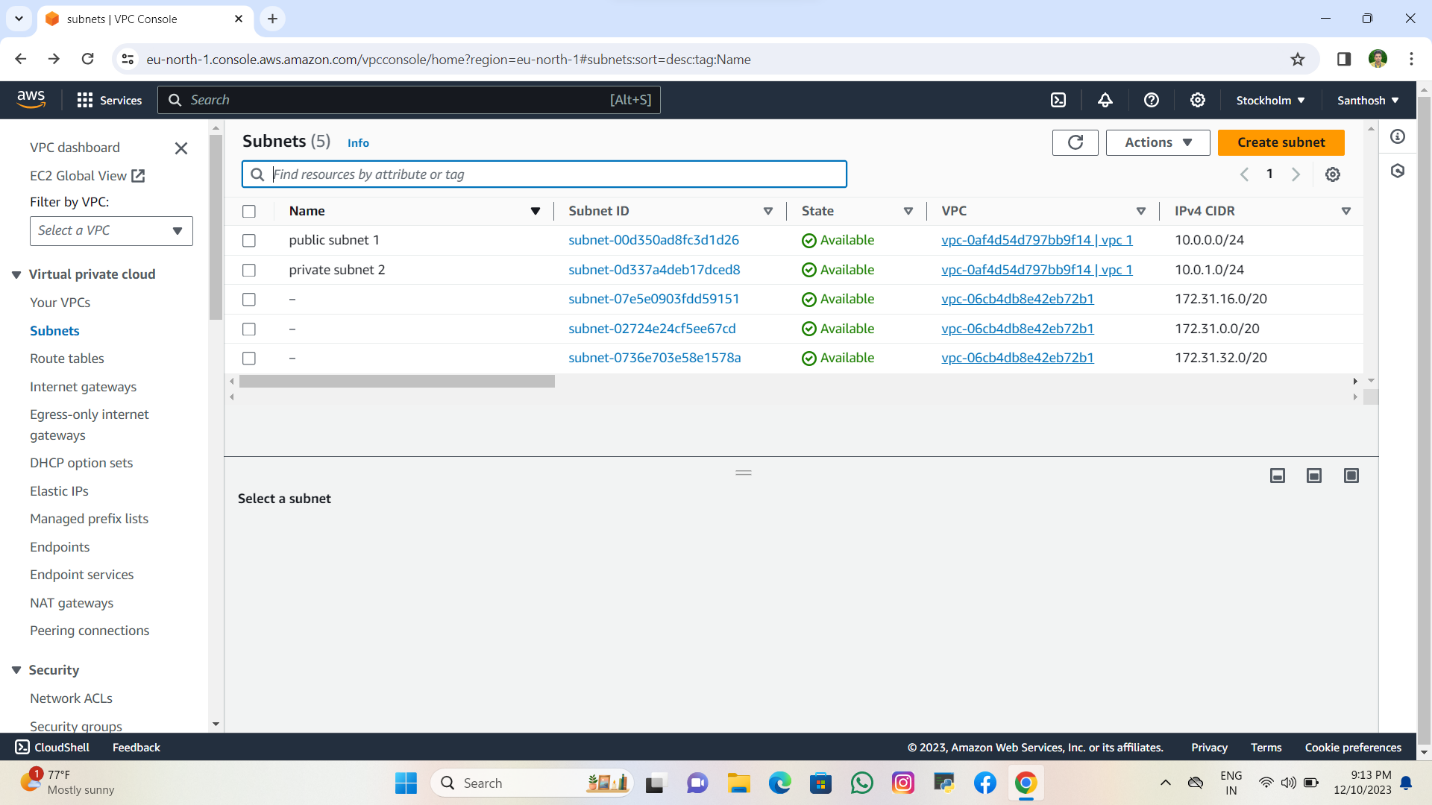 subnets | VPC Console
eu-north-1.console.aws.amazon.com/vpcconsole/home?region=eu-north-1#subnets:sort=desc:tag:Name
aws
Services
Search
[Alt+S]
Stockholm
Santhosh
VPC dashboard
EC2 Global View
Filter by VPC:
Select a VPC
Virtual private cloud
Your VPCs
Subnets
Route tables
Internet gateways
Egress-only internet
gateways
DHCP option sets
Elastic IPs
Managed prefix lists
Endpoints
Endpoint services
NAT gateways
Peering connections
Security
Network ACLs
Security groups
Subnets (5) Info
Actions
Create subnet
Find resources by attribute or tag
1
Name Subnet ID State VPC IPv4 CIDR
public subnet 1 subnet-00d350ad8fc3d1d26 Available vpc-0af4d54d797bb9f14 | vpc 1 10.0.0.0/24
private subnet 2 subnet-0d337a4deb17dced8 Available vpc-0af4d54d797bb9f14 | vpc 1 10.0.1.0/24
– subnet-07e5e0903fdd59151 Available vpc-06cb4db8e42eb72b1 172.31.16.0/20
– subnet-02724e24cf5ee67cd Available vpc-06cb4db8e42eb72b1 172.31.0.0/20
– subnet-0736e703e58e1578a Available vpc-06cb4db8e42eb72b1 172.31.32.0/20
Select a subnet
CloudShell Feedback © 2023, Amazon Web Services, Inc. or its affiliates. Privacy Terms Cookie preferences
1
77°F
Mostly sunny
Search
ENG
IN
9:13 PM
12/10/2023